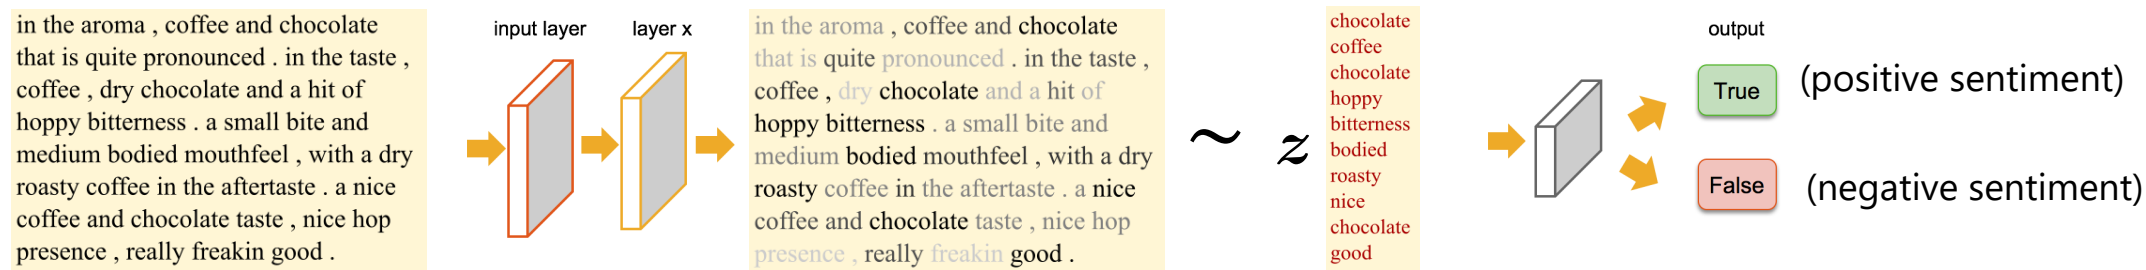 in the aroma , coffee and chocolate
that is quite pronounced . in the taste ,
coffee , dry chocolate and a hit of
hoppy bitterness . a small bite and
medium bodied mouthfeel , with a dry
roasty coffee in the aftertaste . a nice
coffee and chocolate taste , nice hop
presence , really freakin good .
input layer
layer x
in the aroma , coffee and chocolate
that is quite pronounced . in the taste ,
coffee , dry chocolate and a hit of
hoppy bitterness . a small bite and
medium bodied mouthfeel , with a dry
roasty coffee in the aftertaste . a nice
coffee and chocolate taste , nice hop
presence , really freakin good .
~ z
chocolate
coffee
chocolate
hoppy
bitterness
bodied
roasty
nice
chocolate
good
output
True (positive sentiment)
False (negative sentiment)